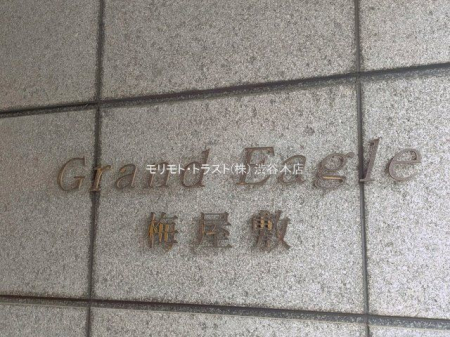 Grand Eagle
モリモト・トラスト(株) 渋谷本店
梅屋敷